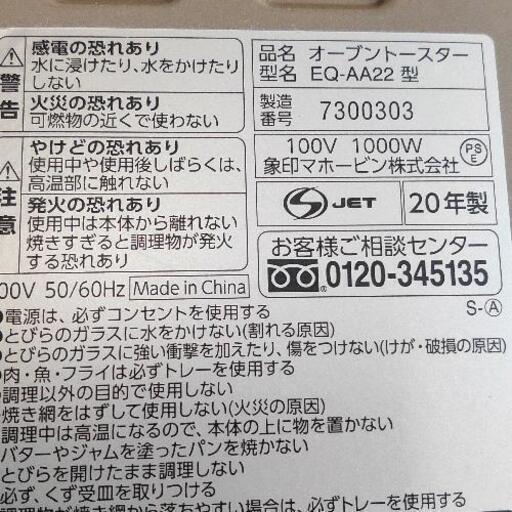 警告
感電の恐れあり
水に浸けたり、水をかけたり
しない
火災の恐れあり
可燃物の近くで使わない
注意
やけどの恐れあり
使用中や使用後しばらくは、
高温部に触れない
発火の恐れあり
使用中は本体から離れない
焼きすぎると調理物が発火
する恐れあり
品名 オーブントースター
型名 EQ-AA22 型
製造番号 7300303
100V 1000W
PSE
象印マホービン株式会社
S JET
20年製
お客様ご相談センター
0120-345135
00V 50/60Hz
Made in China
S-Ⓐ
電源は、必ずコンセントを使用する
とびらのガラスに水をかけない(割れる原因)
とびらのガラスに強い衝撃を加えたり、傷をつけない(けが・破損の原因)
肉・魚・フライは必ずトレーを使用する
調理以外の目的で使用しない
焼き網をはずして使用しない(火災の原因)
調理中は高温になるので、本体の上に物を置かない
バターやジャムを塗ったパンを焼かない
とびらを開けたまま調理しない
必ず、くず受皿を取りつける
調理物が焼き網から落ちやすい場合は、必ずトレーを使用する